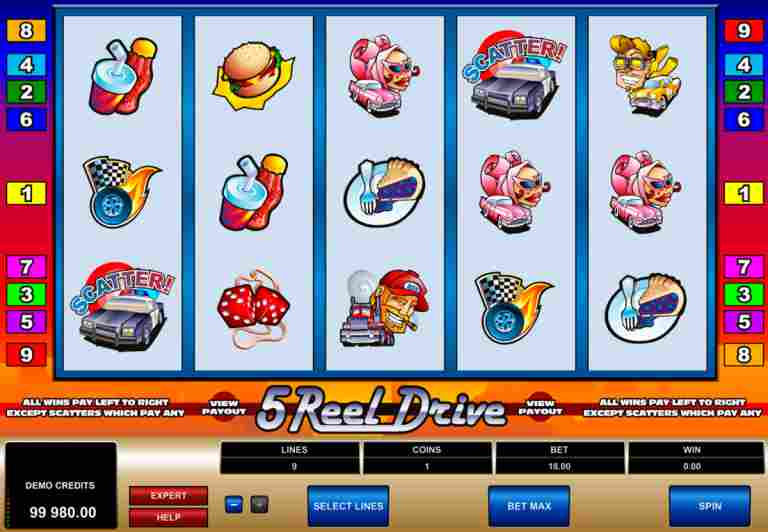 8
4
2
6
1
7
3
5
9
SCATTER!
SCATTER!
9
4
2
6
1
7
3
5
8
ALL WINS PAY LEFT TO RIGHT
EXCEPT SCATTERS WHICH PAY ANY
VIEW
PAYOUT
5 Reel Drive
VIEW
PAYOUT
ALL WINS PAY LEFT TO RIGHT
EXCEPT SCATTERS WHICH PAY ANY
DEMO CREDITS
99 980.00
EXPERT
HELP
LINES
9
COINS
1
BET
18.00
WIN
0.00
SELECT LINES
BET MAX
SPIN